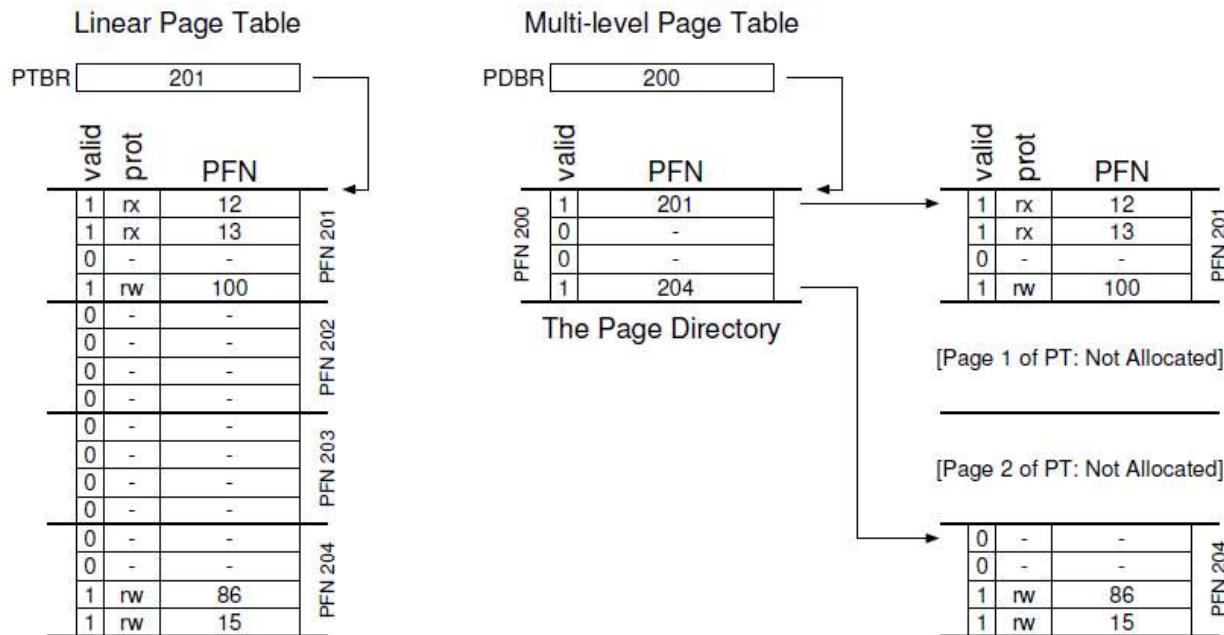 Linear Page Table
PTBR 201
valid prot PFN
1 rx 12
1 rx 13
0 - -
1 rw 100
PFN 201
0 - -
0 - -
0 - -
0 - -
PFN 202
0 - -
0 - -
0 - -
0 - -
PFN 203
0 - -
0 - -
1 rw 86
1 rw 15
PFN 204
Multi-level Page Table
PDBR 200
valid PFN
PFN 200
1 201
0 -
0 -
1 204
The Page Directory
valid prot PFN
1 rx 12
1 rx 13
0 - -
1 rw 100
PFN 201
[Page 1 of PT: Not Allocated]
[Page 2 of PT: Not Allocated]
0 - -
0 - -
1 rw 86
1 rw 15
PFN 204